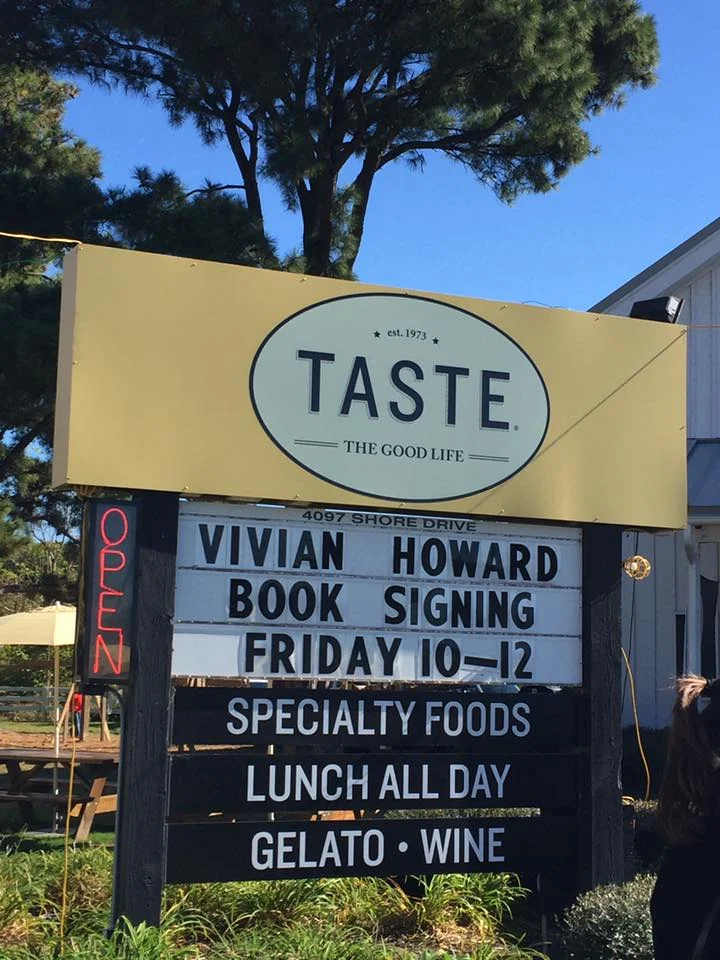 est. 1973
TASTE
THE GOOD LIFE
4097 SHORE DRIVE
VIVIAN HOWARD
BOOK SIGNING
FRIDAY 10—12
OPEN
SPECIALTY FOODS
LUNCH ALL DAY
GELATO • WINE